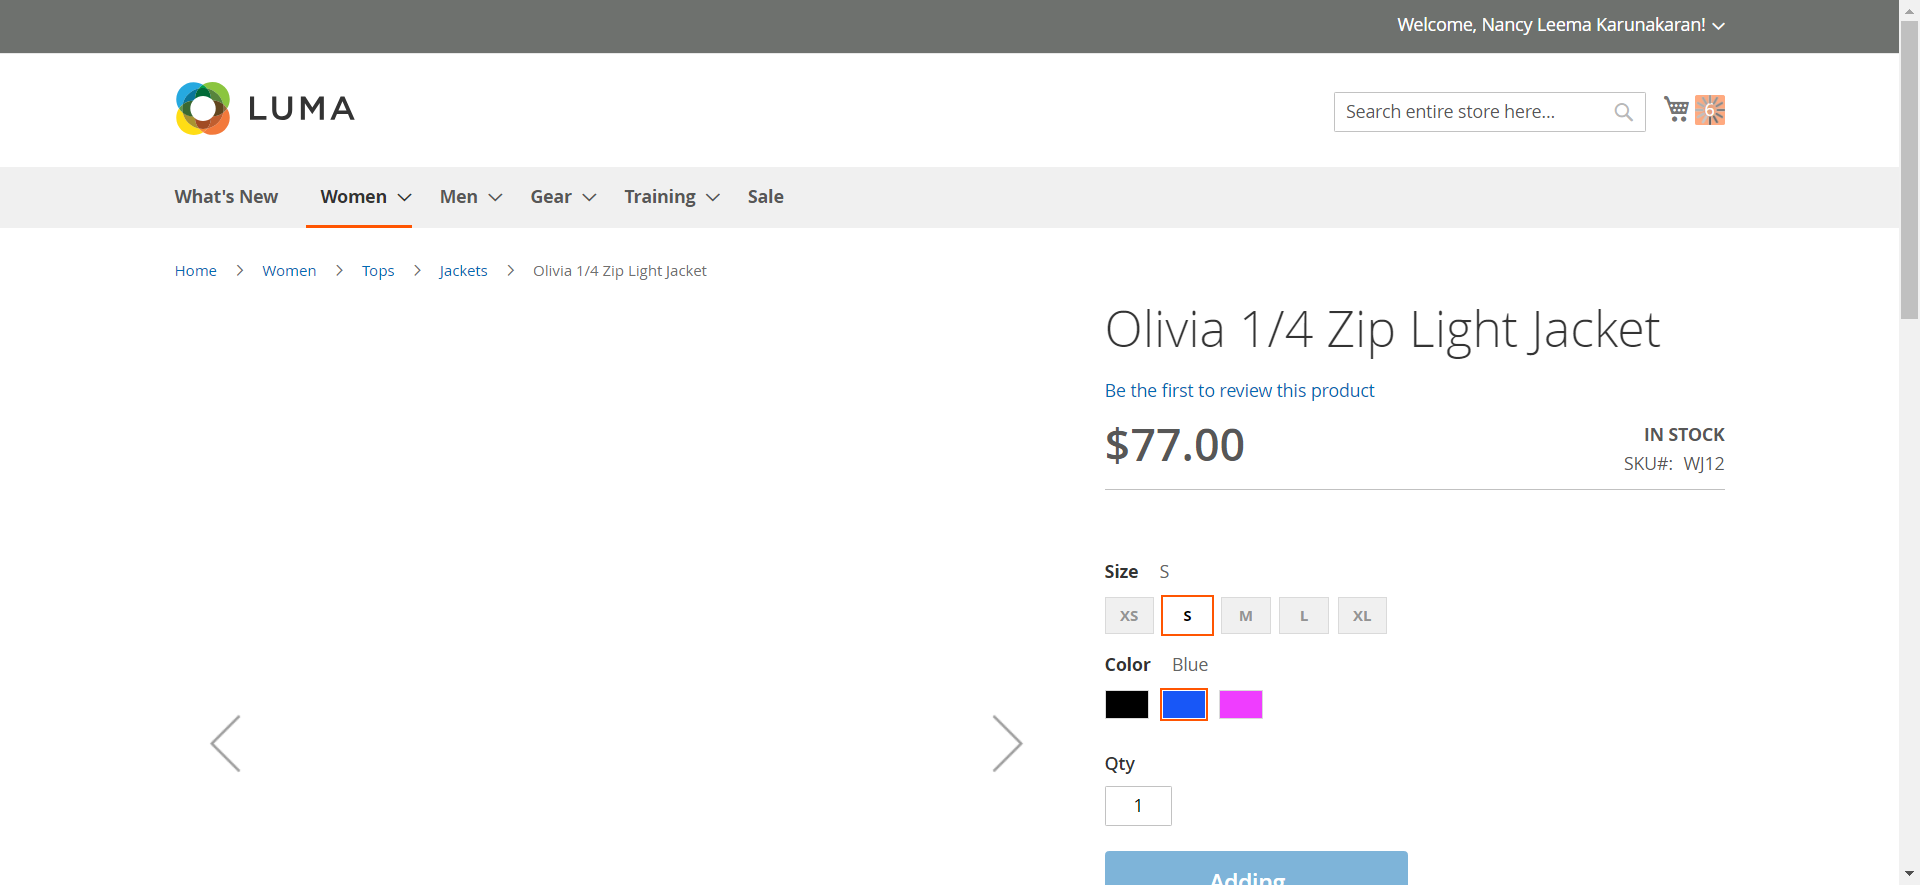 Welcome, Nancy Leema Karunakaran!
LUMA
Search entire store here...
6
What's New Women Men Gear Training Sale
Home Women Tops Jackets Olivia 1/4 Zip Light Jacket
Olivia 1/4 Zip Light Jacket
Be the first to review this product
$77.00
IN STOCK
SKU#: WJ12
Size S
XS S M L XL
Color Blue
Qty
1
Adding